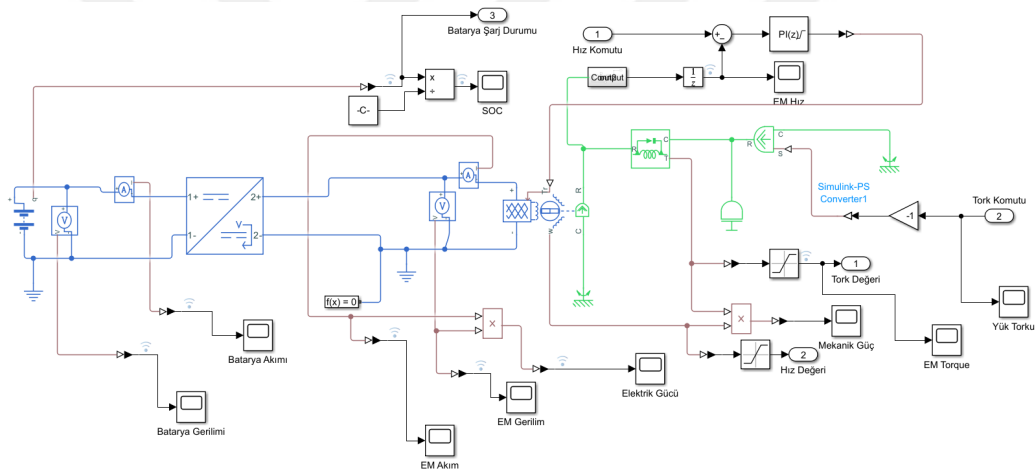 3
Batarya Şarj Durumu
1
Hız Komutu
+
−
PI(z)
1
z
EM Hız
x
÷
-C-
SOC
A
V
1+
1-
2+
2-
V
A
V
+
-
Tr
w
R
C
R
C
T
R
C
S
Simulink-PS
Converter1
-1
Tork Komutu
2
f(x) = 0
1
Tork Değeri
Yük Torku
×
×
Mekanik Güç
EM Torque
2
Hız Değeri
Batarya Akımı
Elektrik Gücü
EM Gerilim
Batarya Gerilimi
EM Akım